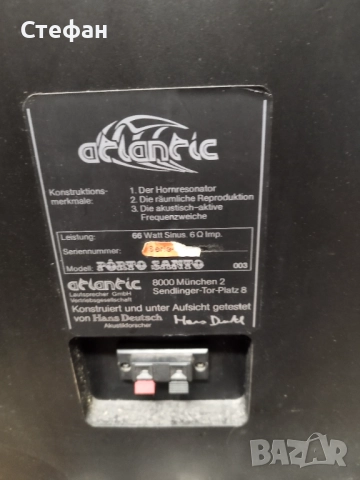 Стефан
atlantic
Konstruktions-
merkmale:
1. Der Hornresonator
2. Die räumliche Reproduktion
3. Die akustisch-aktive
Frequenzweiche
Leistung: 66 Watt Sinus 6 Ω Imp.
Seriennummer:
Modell: PORTO SANTO 003
atlantic
Lautsprecher GmbH
Vertriebsgesellschaft
8000 München 2
Sendlinger-Tor-Platz 8
Konstruiert und unter Aufsicht getestet
von Hans Deutsch
Akustikforscher
BAZAR